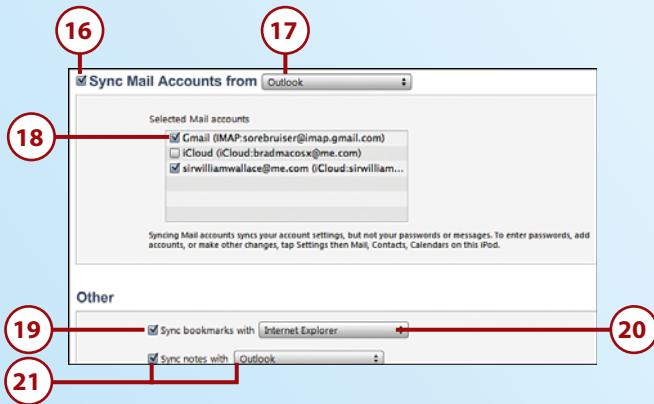 16
17
Sync Mail Accounts from Outlook
Selected Mail accounts
18
Gmail (IMAP:sorebruiser@imap.gmail.com)
iCloud (iCloud:bradmacosx@me.com)
sirwilliamwallace@me.com (iCloud:sirwilliam...
Syncing Mail accounts syncs your account settings, but not your passwords or messages. To enter passwords, add
accounts, or make other changes, tap Settings then Mail, Contacts, Calendars on this iPod.
Other
19
Sync bookmarks with Internet Explorer
20
Sync notes with Outlook
21